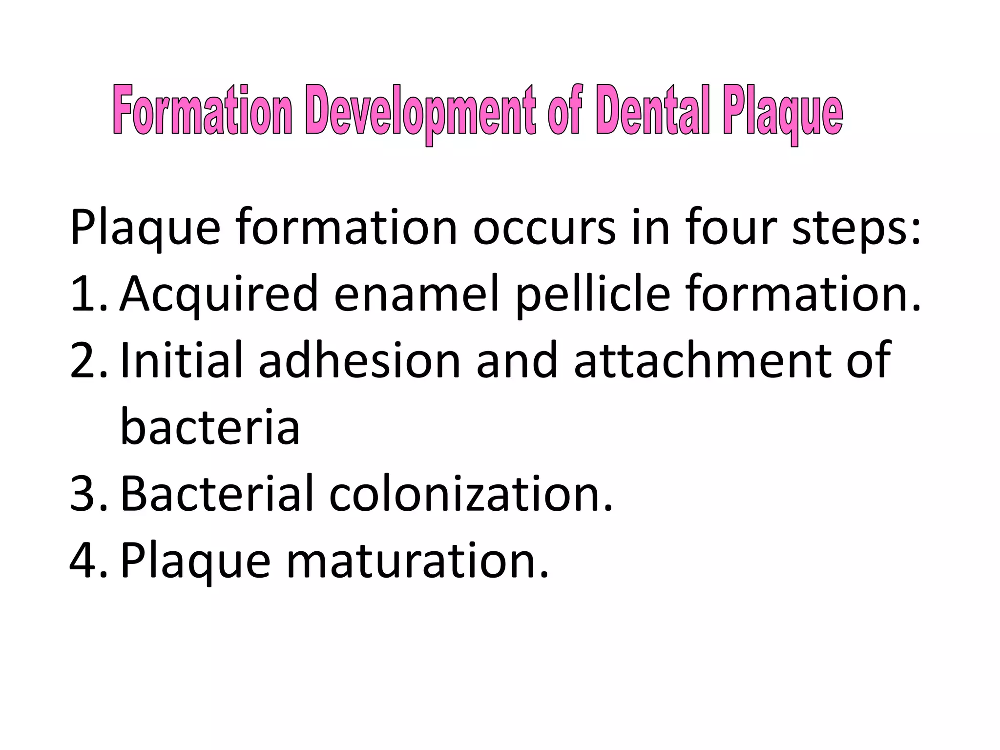 Formation Development of Dental Plaque
Plaque formation occurs in four steps:
1. Acquired enamel pellicle formation.
2. Initial adhesion and attachment of
bacteria
3. Bacterial colonization.
4. Plaque maturation.